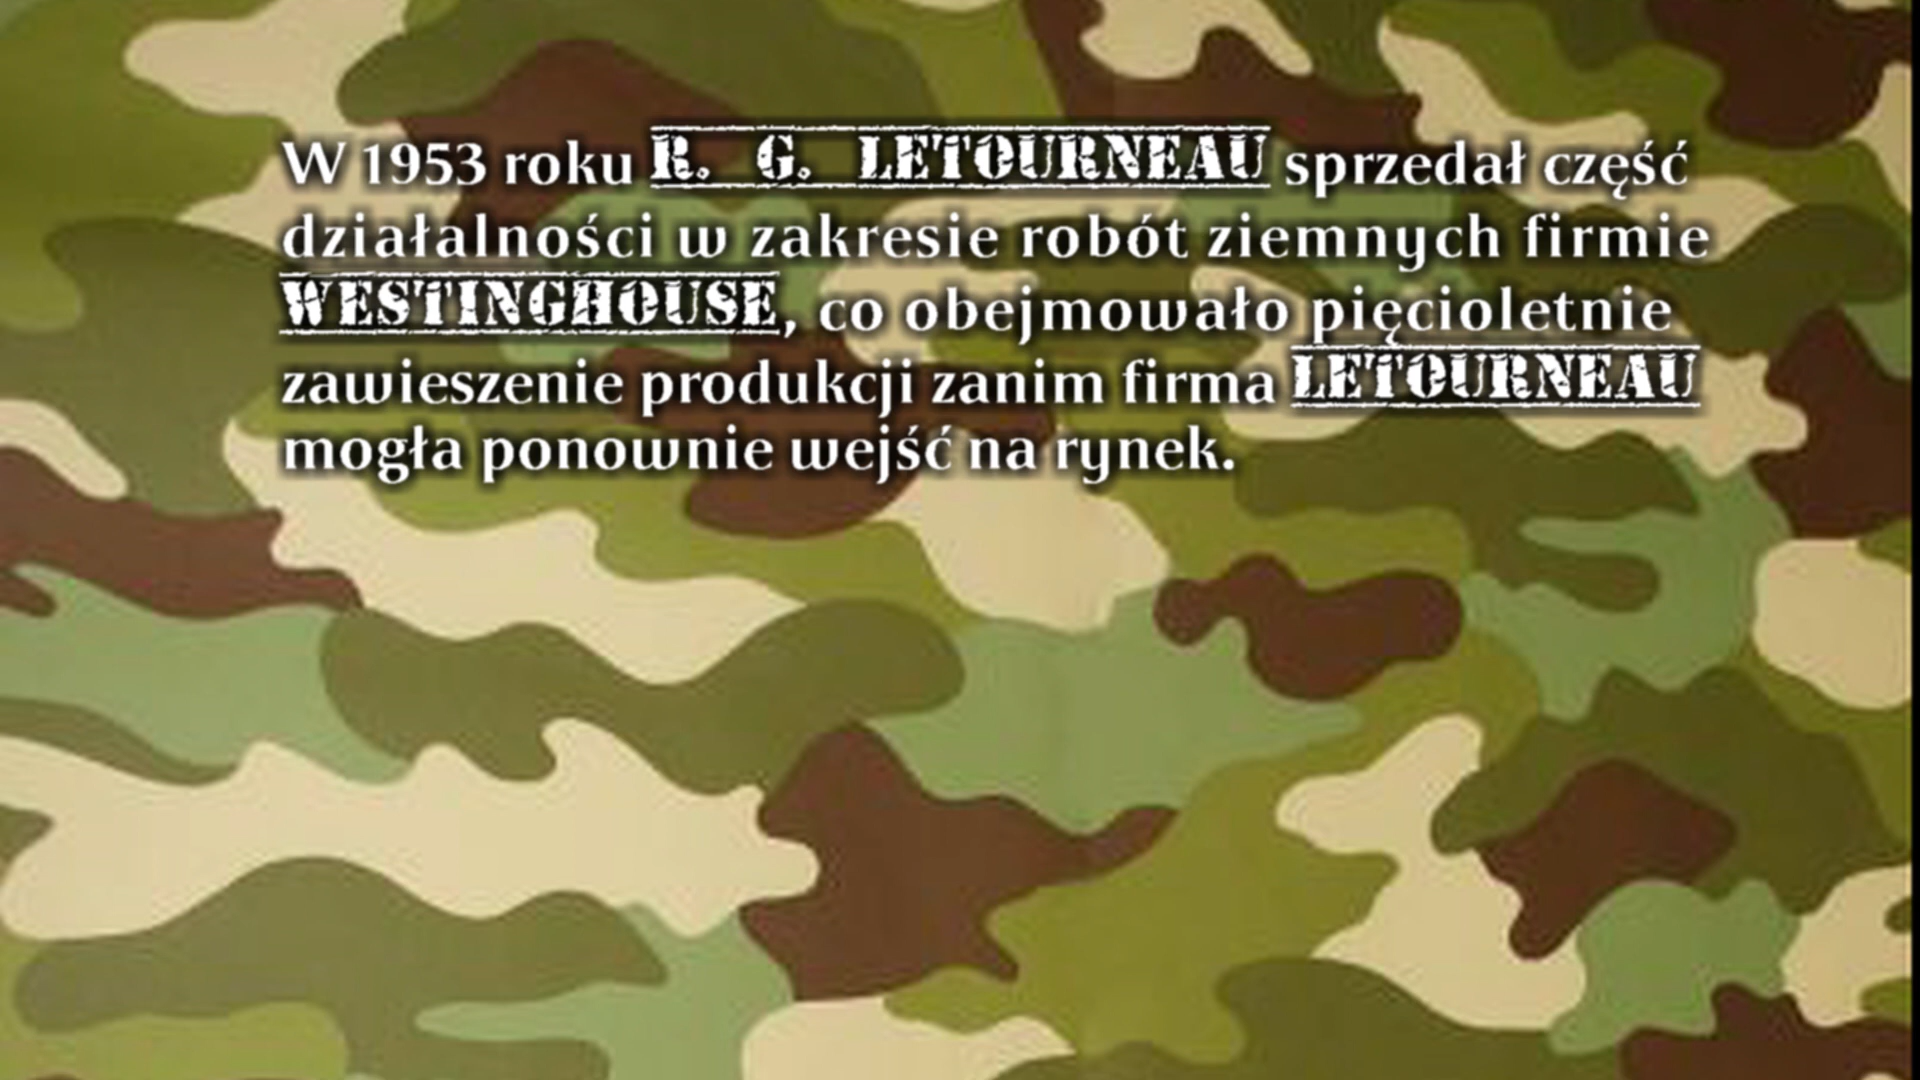 W 1953 roku R. G. LETOURNEAU sprzedał część
działalności w zakresie robót ziemnych firmie
WESTINGHOUSE, co obejmowało pięcioletnie
zawieszenie produkcji zanim firma LETOURNEAU
mogła ponownie wejść na rynek.